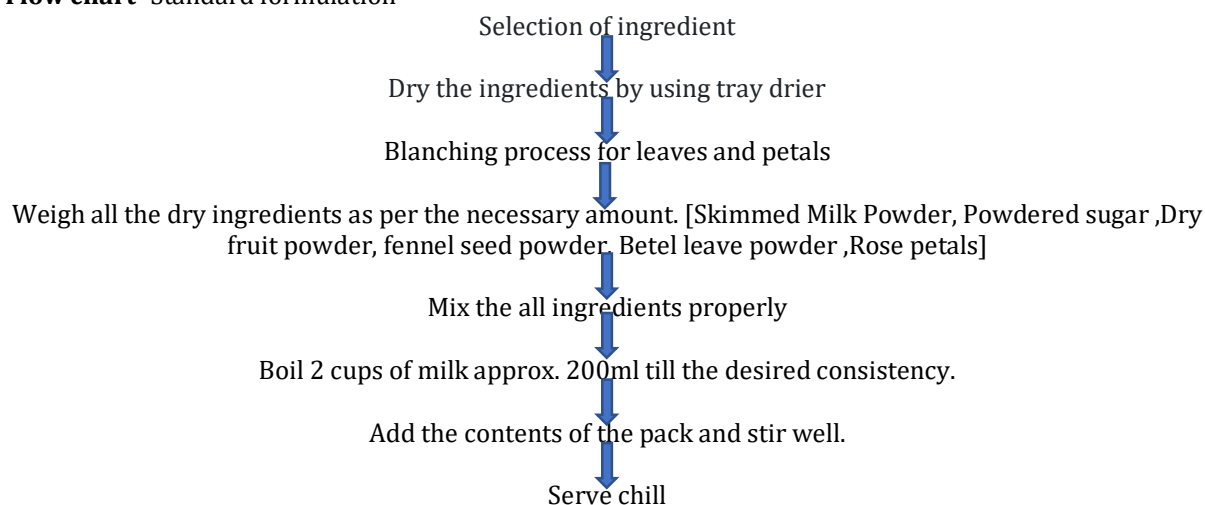 Flow chart- Standard formulation
Selection of ingredient
Dry the ingredients by using tray drier
Blanching process for leaves and petals
Weigh all the dry ingredients as per the necessary amount. [Skimmed Milk Powder, Powdered sugar ,Dry
fruit powder, fennel seed powder, Betel leave powder ,Rose petals]
Mix the all ingredients properly
Boil 2 cups of milk approx. 200ml till the desired consistency.
Add the contents of the pack and stir well.
Serve chill